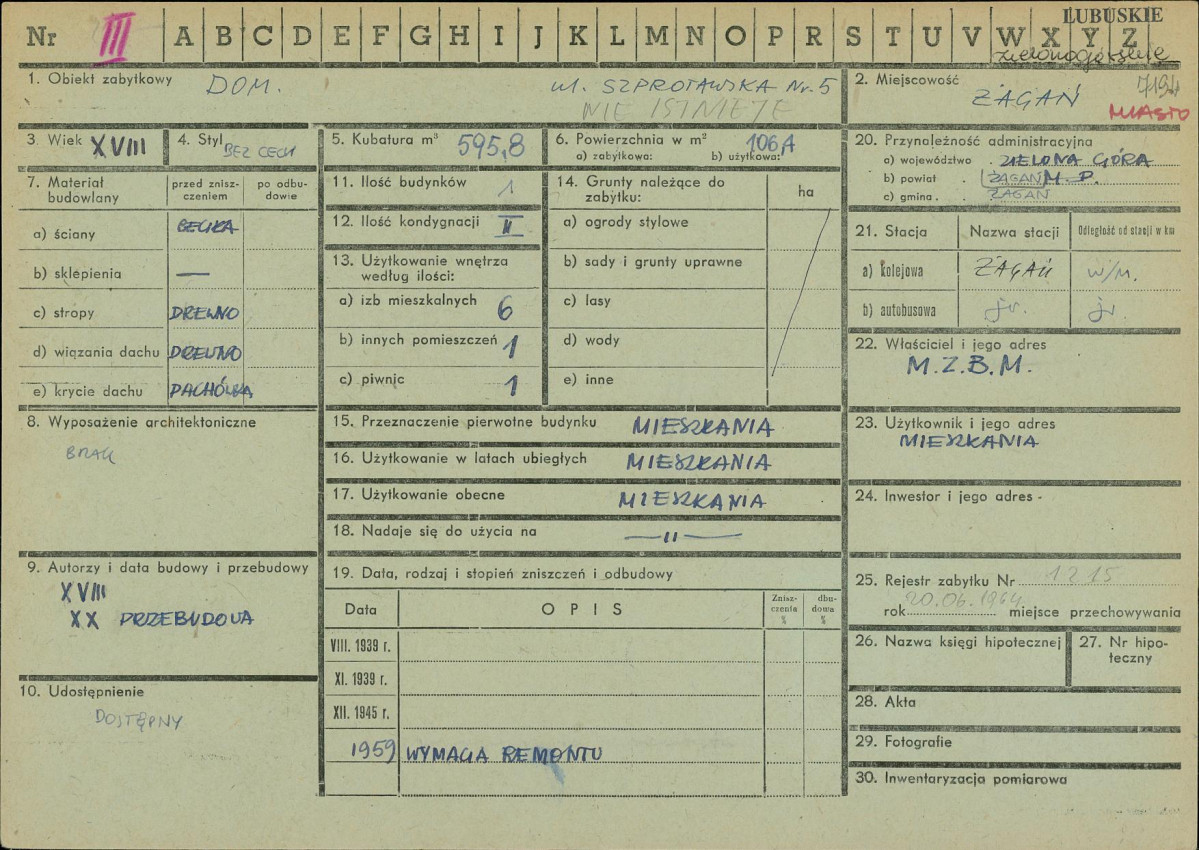 LUBUSKIE
Nr III A B C D E F G H I J K L M N O P R S T U V W X Y Z
zielonogórskie
1. Obiekt zabytkowy DOM. ul. SZPROTAWSKA Nr. 5
NIE ISTNIEJE
2. Miejscowość 7194
ŻAGAŃ
MIASTO
3. Wiek XVIII
4. Styl BEZ CECH
5. Kubatura m³ 595,8
6. Powierzchnia w m² 106,1
a) zabytkowa: b) użytkowa:
20. Przynależność administracyjna
a) województwo . ZIELONA GÓRA
b) powiat . ŻAGAŃ M. P.
c) gmina . ŻAGAŃ
7. Materiał budowlany
przed zniszczeniem
po odbudowie
a) ściany CEGŁA
b) sklepienia —
c) stropy DREWNO
d) wiązania dachu DREWNO
e) krycie dachu DACHÓWKA
11. Ilość budynków 1
12. Ilość kondygnacji II
13. Użytkowanie wnętrza
według ilości:
a) izb mieszkalnych 6
b) innych pomieszczeń 1
c) piwnic 1
14. Grunty należące do
zabytku:
ha
a) ogrody stylowe
b) sady i grunty uprawne
c) lasy
d) wody
e) inne
21. Stacja Nazwa stacji Odległość od stacji w km
a) kolejowa ŻAGAŃ w/m.
b) autobusowa jw. jw.
22. Właściciel i jego adres
M.Z.B.M.
8. Wyposażenie architektoniczne
BRAK
15. Przeznaczenie pierwotne budynku MIESZKANIA
16. Użytkowanie w latach ubiegłych MIESZKANIA
17. Użytkowanie obecne MIESZKANIA
18. Nadaje się do użycia na —"—
23. Użytkownik i jego adres
MIESZKANIA
24. Inwestor i jego adres -
9. Autorzy i data budowy i przebudowy
XVIII
XX PRZEBUDOWA
10. Udostępnienie
DOSTĘPNY
19. Data, rodzaj i stopień zniszczeń i odbudowy
Data OPIS Zniszczenia % dbudowa %
VIII. 1939 r.
XI. 1939 r.
XII. 1945 r.
1959 WYMAGA REMONTU
25. Rejestr zabytku Nr 1215
rok 20.06.1964 miejsce przechowywania
26. Nazwa księgi hipotecznej
27. Nr hipoteczny
28. Akta
29. Fotografie
30. Inwentaryzacja pomiarowa